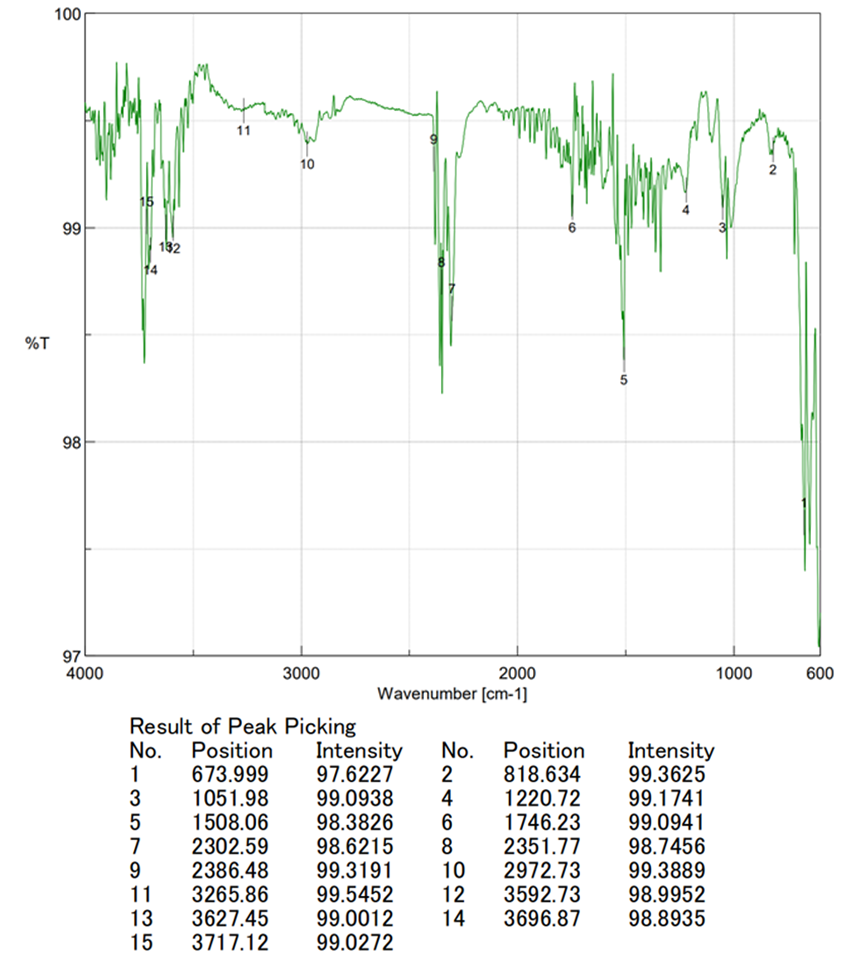 100
11
10
9
15
6
4
3
2
99
13
12
14
8
7
%T
5
98
1
97
4000 3000 2000 1000 600
Wavenumber [cm-1]
Result of Peak Picking
No. Position Intensity No. Position Intensity
1 673.999 97.6227 2 818.634 99.3625
3 1051.98 99.0938 4 1220.72 99.1741
5 1508.06 98.3826 6 1746.23 99.0941
7 2302.59 98.6215 8 2351.77 98.7456
9 2386.48 99.3191 10 2972.73 99.3889
11 3265.86 99.5452 12 3592.73 98.9952
13 3627.45 99.0012 14 3696.87 98.8935
15 3717.12 99.0272